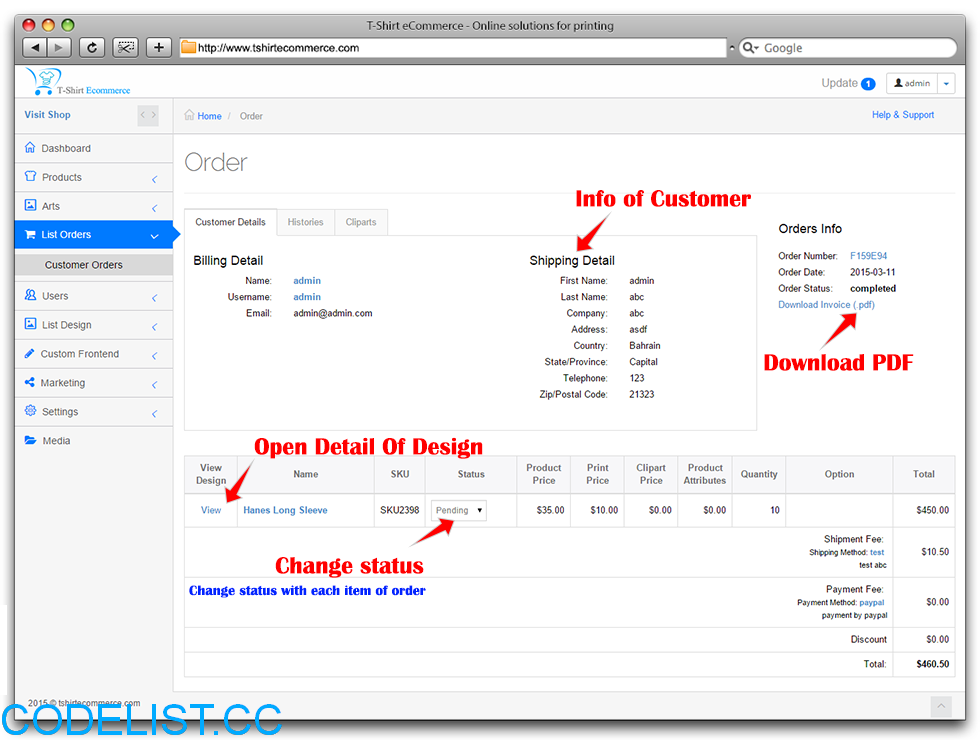 T-Shirt eCommerce - Online solutions for printing
http://www.tshirtecommerce.com
Google
T-Shirt Ecommerce
Update 1
admin
Visit Shop
Home / Order
Help & Support
Dashboard
Products
Arts
List Orders
Customer Orders
Users
List Design
Custom Frontend
Marketing
Settings
Media
Order
Info of Customer
Customer Details Histories Cliparts
Billing Detail
Name: admin
Username: admin
Email: admin@admin.com
Shipping Detail
First Name: admin
Last Name: abc
Company: abc
Address: asdf
Country: Bahrain
State/Province: Capital
Telephone: 123
Zip/Postal Code: 21323
Orders Info
Order Number: F159E94
Order Date: 2015-03-11
Order Status: completed
Download Invoice (.pdf)
Download PDF
Open Detail Of Design
View Design Name SKU Status Product Price Print Price Clipart Price Product Attributes Quantity Option Total
View Hanes Long Sleeve SKU2398 Pending $35.00 $10.00 $0.00 $0.00 10 $450.00
Change status
Change status with each item of order
Shipment Fee:
Shipping Method: test
test abc
$10.50
Payment Fee:
Payment Method: paypal
payment by paypal
$0.00
Discount $0.00
Total: $460.50
2015 © tshirtecommerce.com
CODELIST.CC